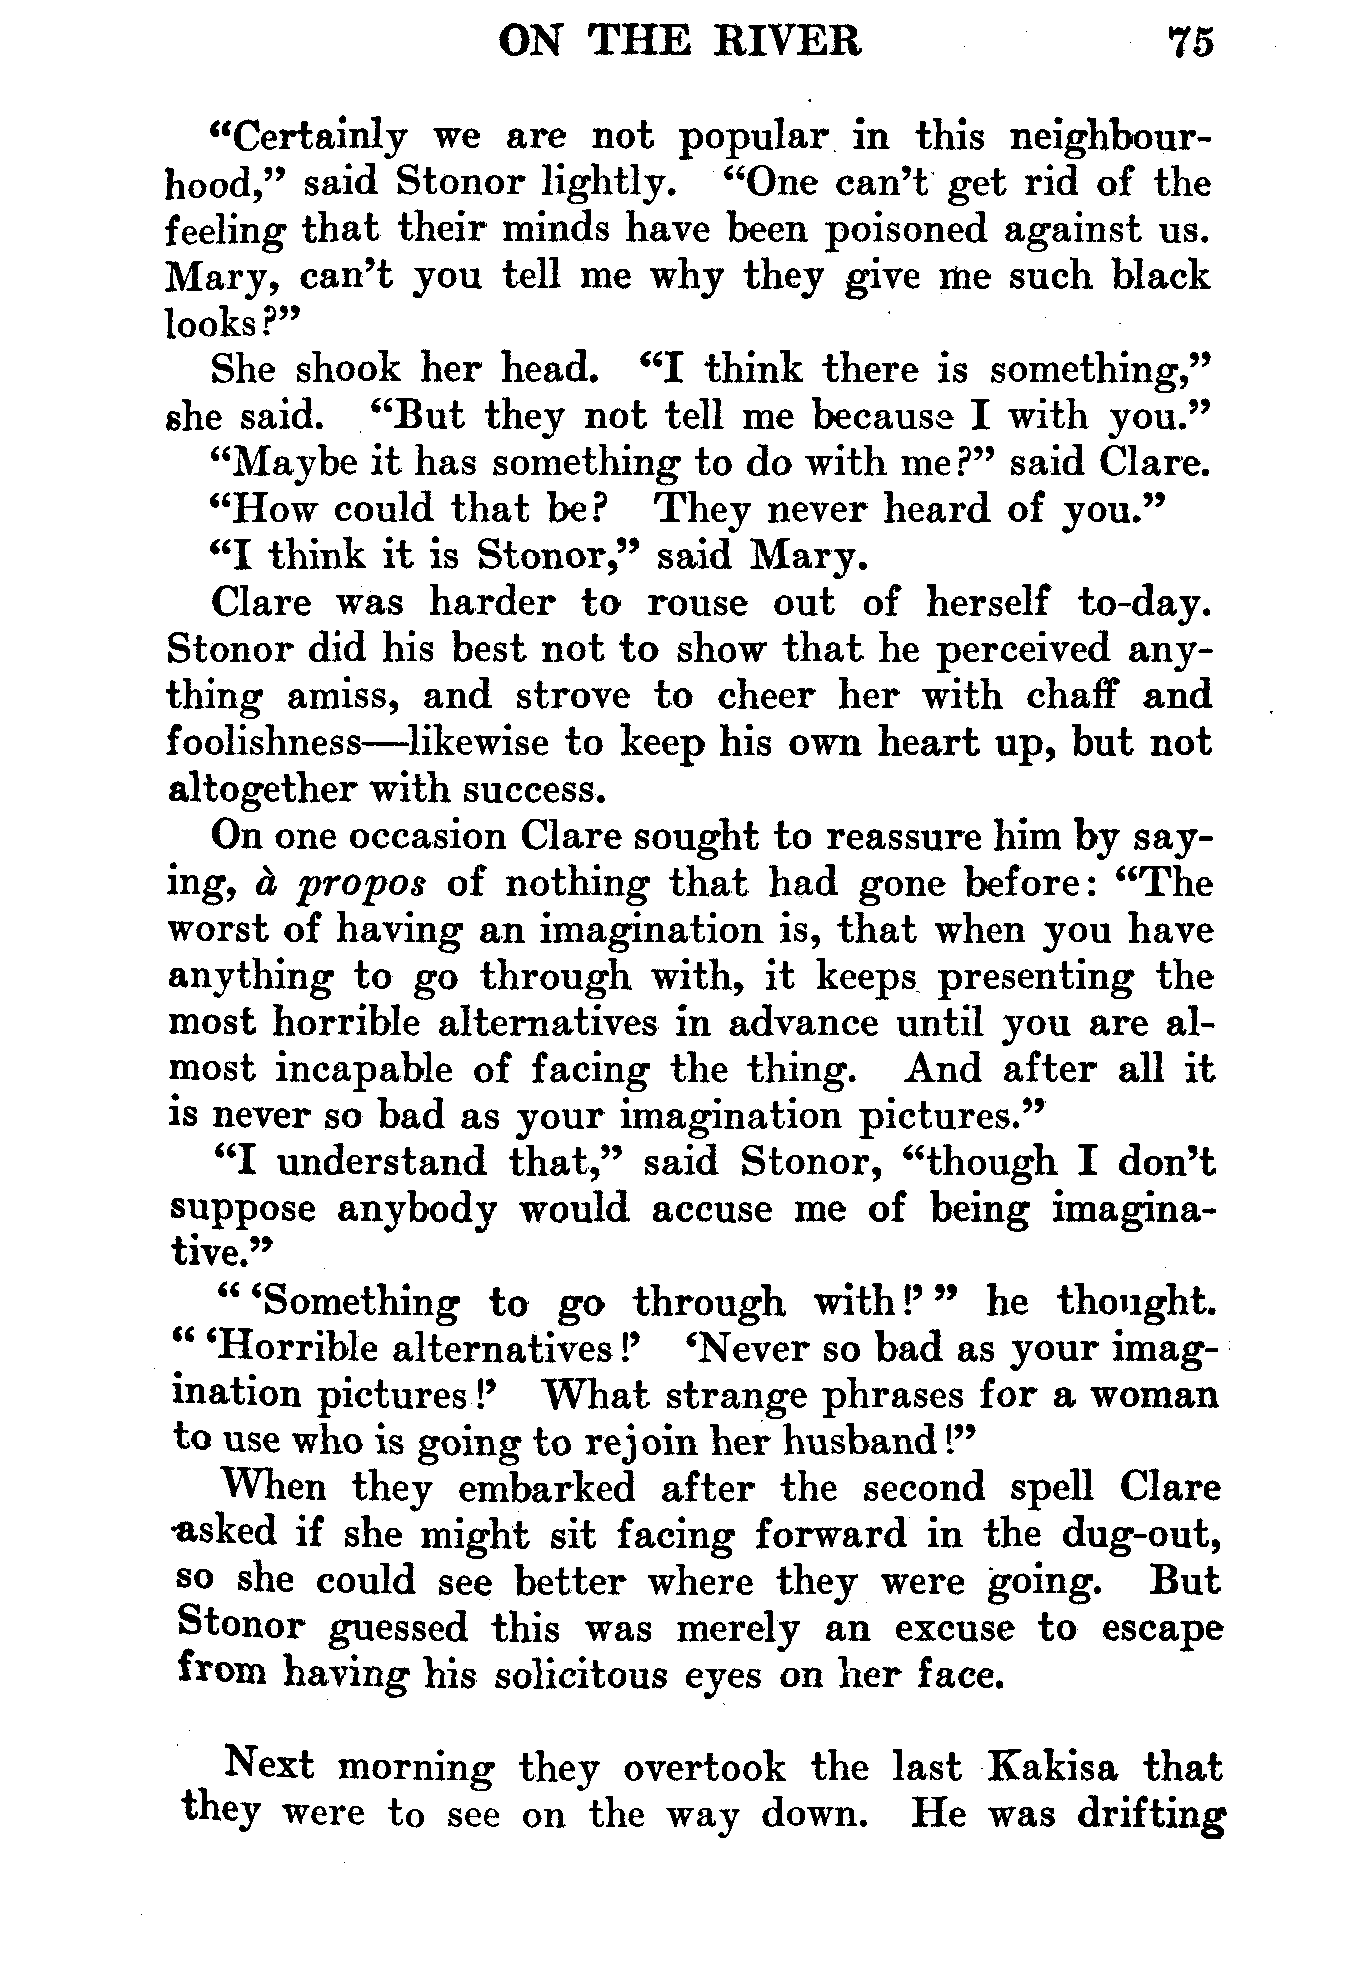 ON THE RIVER 75
“Certainly we are not popular in this neighbour-
hood,” said Stonor lightly. “One can’t get rid of the
feeling that their minds have been poisoned against us.
Mary, can’t you tell me why they give me such black
looks?”
She shook her head. “I think there is something,”
she said. “But they not tell me because I with you.”
“Maybe it has something to do with me?” said Clare.
“How could that be? They never heard of you.”
“I think it is Stonor,” said Mary.
Clare was harder to rouse out of herself to-day.
Stonor did his best not to show that he perceived any-
thing amiss, and strove to cheer her with chaff and
foolishness—likewise to keep his own heart up, but not
altogether with success.
On one occasion Clare sought to reassure him by say-
ing, à propos of nothing that had gone before: “The
worst of having an imagination is, that when you have
anything to go through with, it keeps presenting the
most horrible alternatives in advance until you are al-
most incapable of facing the thing. And after all it
is never so bad as your imagination pictures.”
“I understand that,” said Stonor, “though I don’t
suppose anybody would accuse me of being imagina-
tive.”
“ ‘Something to go through with!’ ” he thought.
“ ‘Horrible alternatives!’ ‘Never so bad as your imag-
ination pictures!’ What strange phrases for a woman
to use who is going to rejoin her husband!”
When they embarked after the second spell Clare
asked if she might sit facing forward in the dug-out,
so she could see better where they were going. But
Stonor guessed this was merely an excuse to escape
from having his solicitous eyes on her face.
Next morning they overtook the last Kakisa that
they were to see on the way down. He was drifting